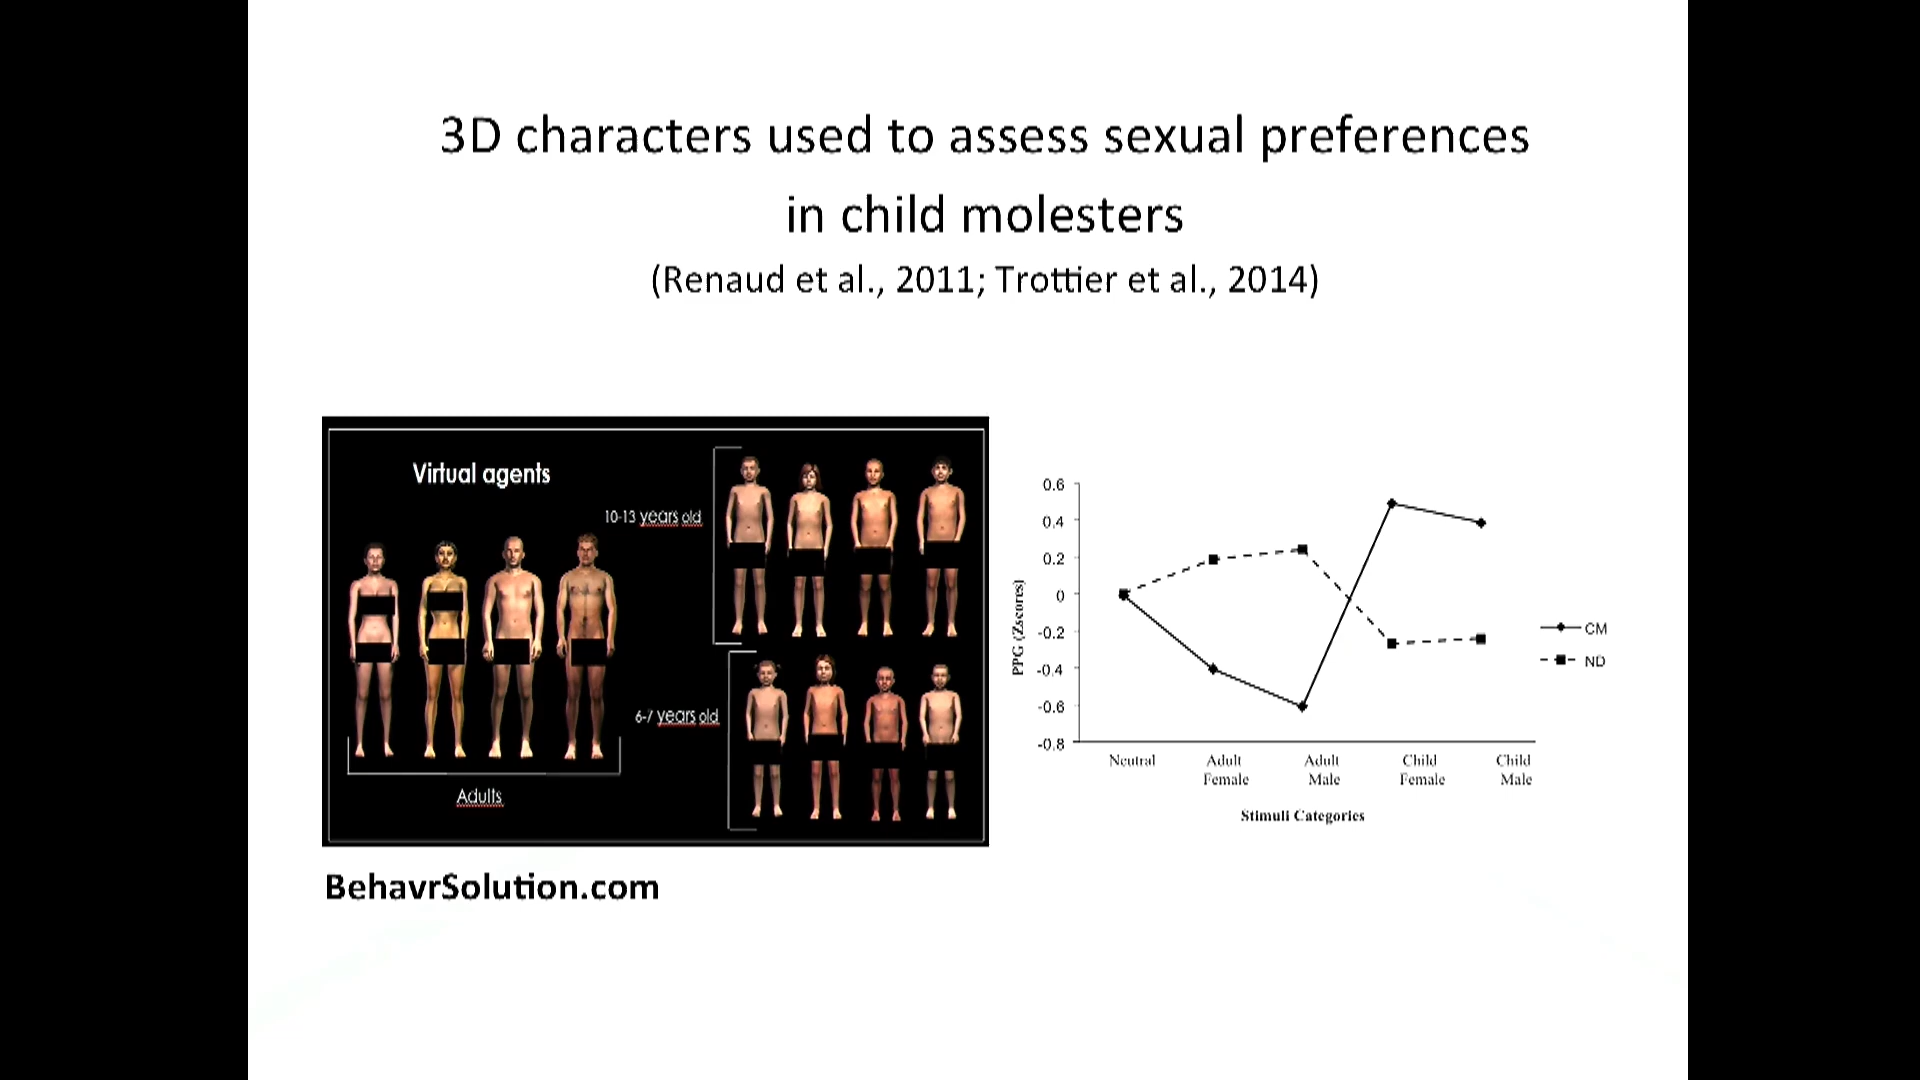 3D characters used to assess sexual preferences
in child molesters
(Renaud et al., 2011; Trottier et al., 2014)
Virtual agents
10-13 years old
6-7 years old
Adults
BehavrSolution.com
0.6
0.4
0.2
0
-0.2
-0.4
-0.6
-0.8
PPG (Zscores)
Neutral
Adult
Female
Adult
Male
Child
Female
Child
Male
Stimuli Categories
CM
ND